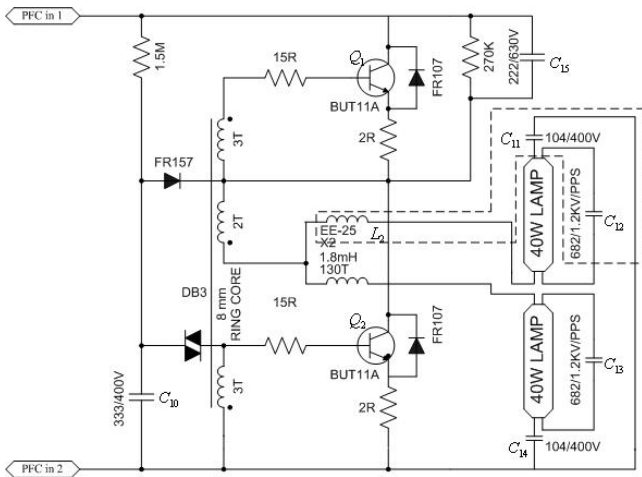 PFC in 1
1.5M
15R
Q1
BUT11A
FR107
270K
222/630V
C15
2R
3T
FR157
2T
C11
104/400V
40W LAMP
682/1.2KV/PPS
C12
L2
EE-25
X2
1.8mH
130T
DB3
8 mm
RING CORE
15R
Q2
BUT11A
FR107
40W LAMP
682/1.2KV/PPS
C13
333/400V
C10
3T
2R
C14
104/400V
PFC in 2